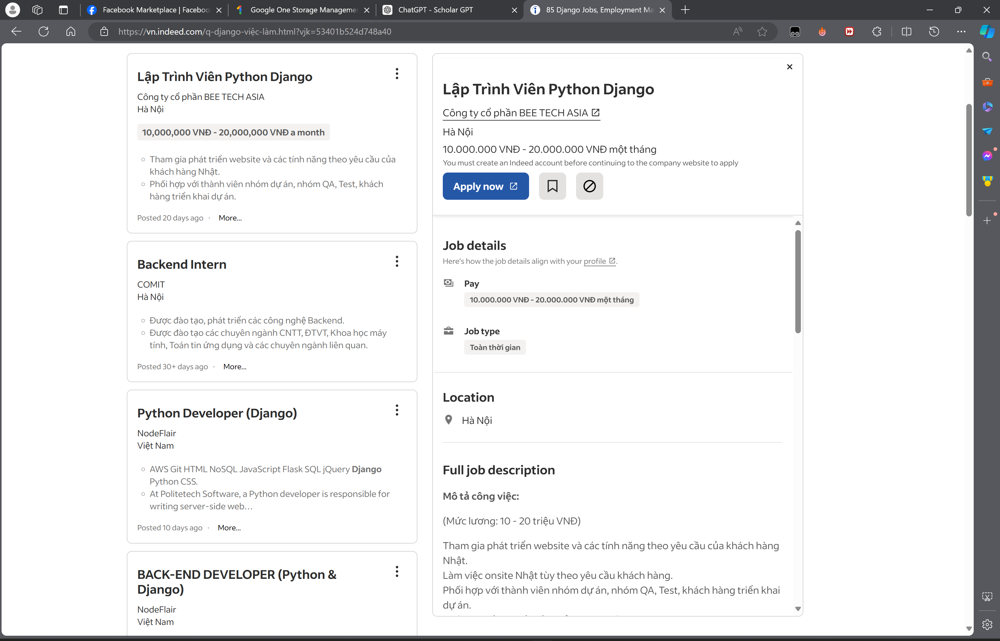 Facebook Marketplace | Faceboo
Google One Storage Manageme
ChatGPT - Scholar GPT
85 Django Jobs, Employment Ma
https://vn.indeed.com/q-django-việc-làm.html?vjk=53401b524d748a40
Lập Trình Viên Python Django
Công ty cổ phần BEE TECH ASIA
Hà Nội
10,000,000 VNĐ - 20,000,000 VNĐ a month
Tham gia phát triển website và các tính năng theo yêu cầu của
khách hàng Nhật.
Phối hợp với thành viên nhóm dự án, nhóm QA, Test, khách
hàng triển khai dự án.
Posted 20 days ago · More...
Backend Intern
COMIT
Hà Nội
Được đào tạo, phát triển các công nghệ Backend.
Được đào tạo các chuyên ngành CNTT, ĐTVT, Khoa học máy
tính, Toán tin ứng dụng và các chuyên ngành liên quan.
Posted 30+ days ago · More...
Python Developer (Django)
NodeFlair
Việt Nam
AWS Git HTML NoSQL JavaScript Flask SQL jQuery Django
Python CSS.
At Politetech Software, a Python developer is responsible for
writing server-side web…
Posted 10 days ago · More...
BACK-END DEVELOPER (Python &
Django)
NodeFlair
Việt Nam
Lập Trình Viên Python Django
Công ty cổ phần BEE TECH ASIA
Hà Nội
10.000.000 VNĐ - 20.000.000 VNĐ một tháng
You must create an Indeed account before continuing to the company website to apply
Apply now
Job details
Here’s how the job details align with your profile.
Pay
10.000.000 VNĐ - 20.000.000 VNĐ một tháng
Job type
Toàn thời gian
Location
Hà Nội
Full job description
Mô tả công việc:
(Mức lương: 10 - 20 triệu VNĐ)
Tham gia phát triển website và các tính năng theo yêu cầu của khách hàng
Nhật.
Làm việc onsite Nhật tùy theo yêu cầu khách hàng.
Phối hợp với thành viên nhóm dự án, nhóm QA, Test, khách hàng triển khai
dự án.